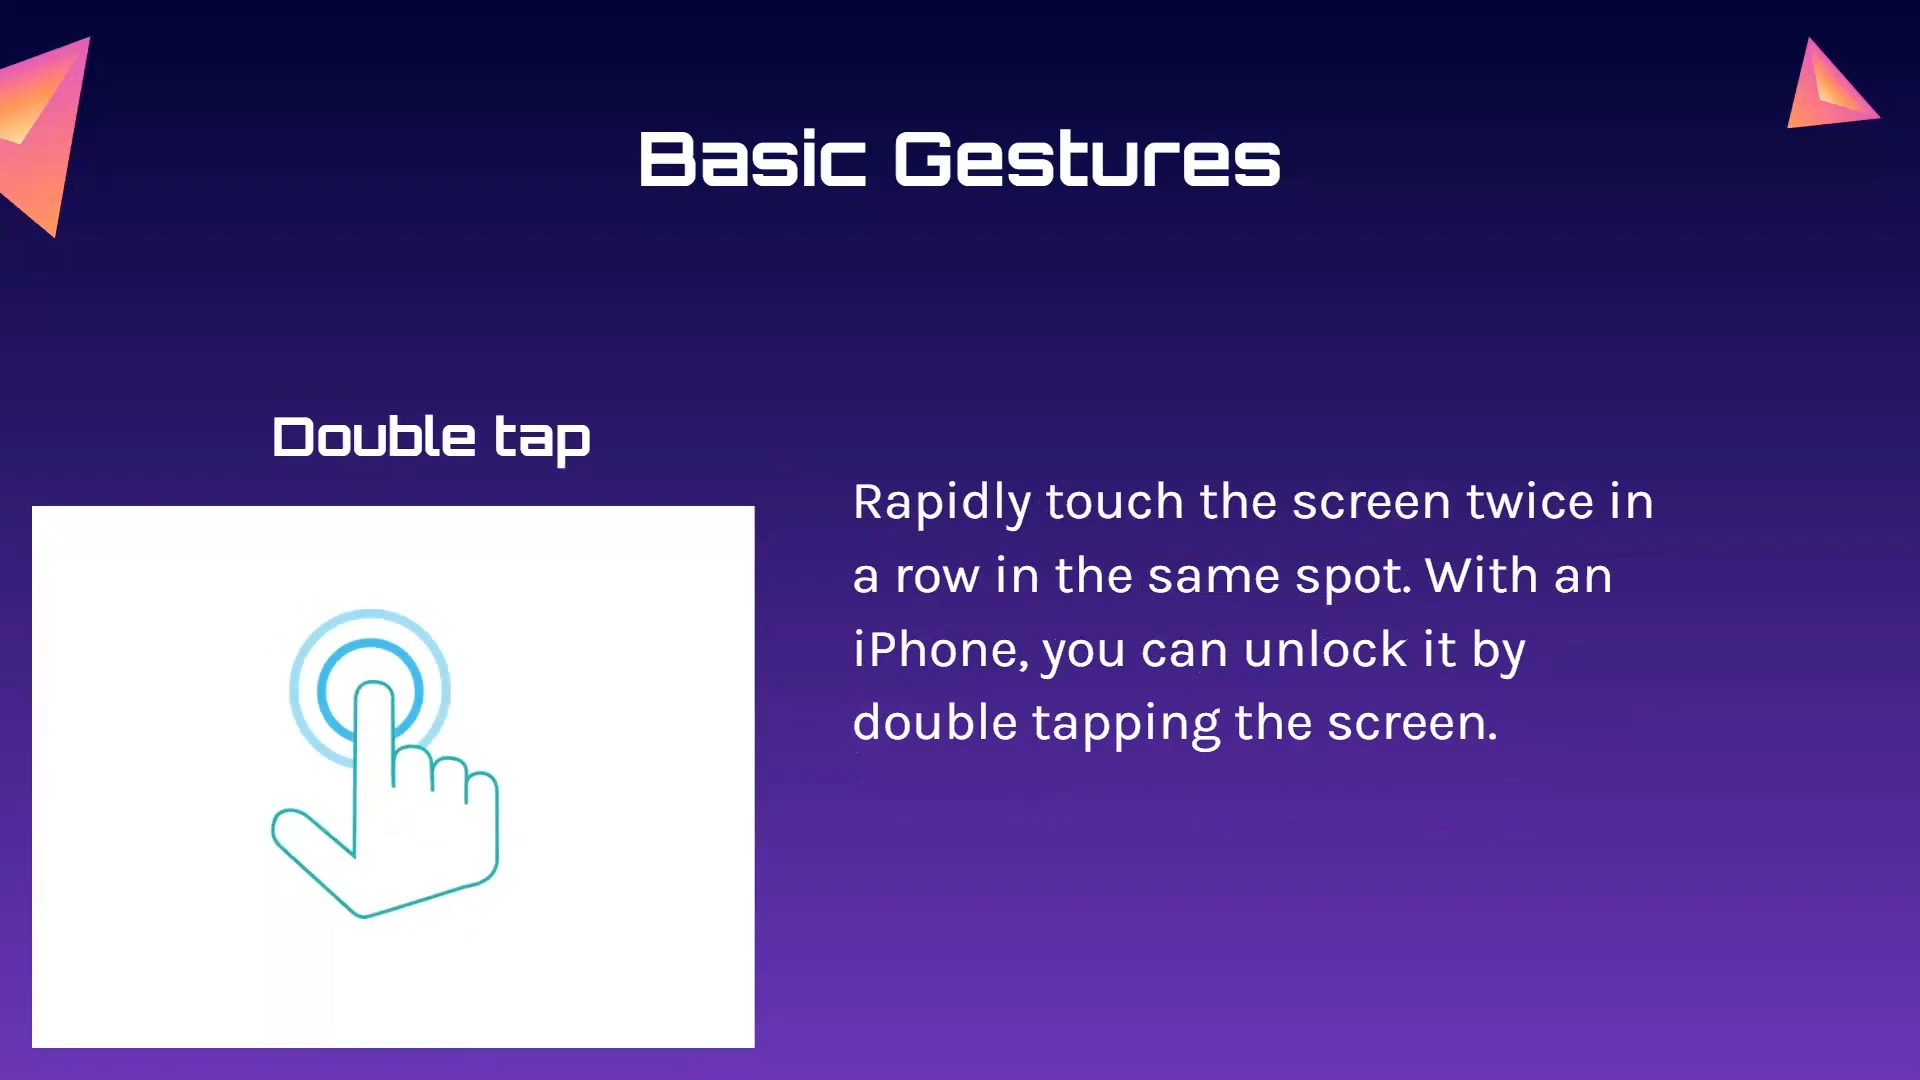 Basic Gestures
Double tap
Rapidly touch the screen twice in
a row in the same spot. With an
iPhone, you can unlock it by
double tapping the screen.